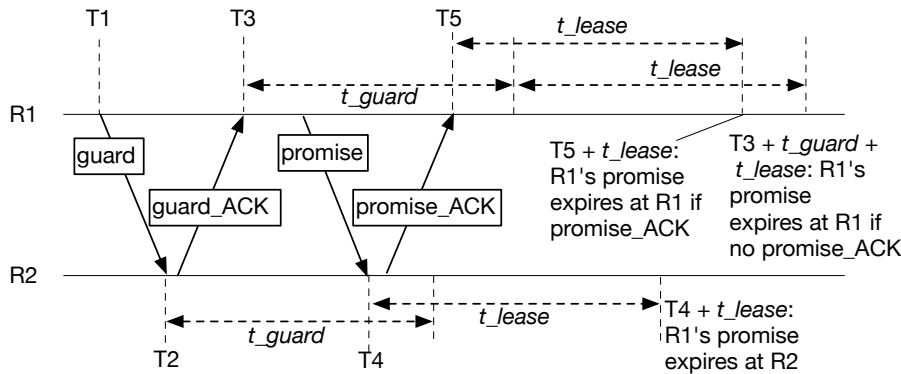 T1
T3
T5
t_lease
t_lease
t_guard
R1
guard
promise
guard_ACK
promise_ACK
T5 + t_lease:
R1's promise
expires at R1 if
promise_ACK
T3 + t_guard +
t_lease: R1's
promise
expires at R1 if
no promise_ACK
R2
t_guard
t_lease
T2
T4
T4 + t_lease:
R1's promise
expires at R2